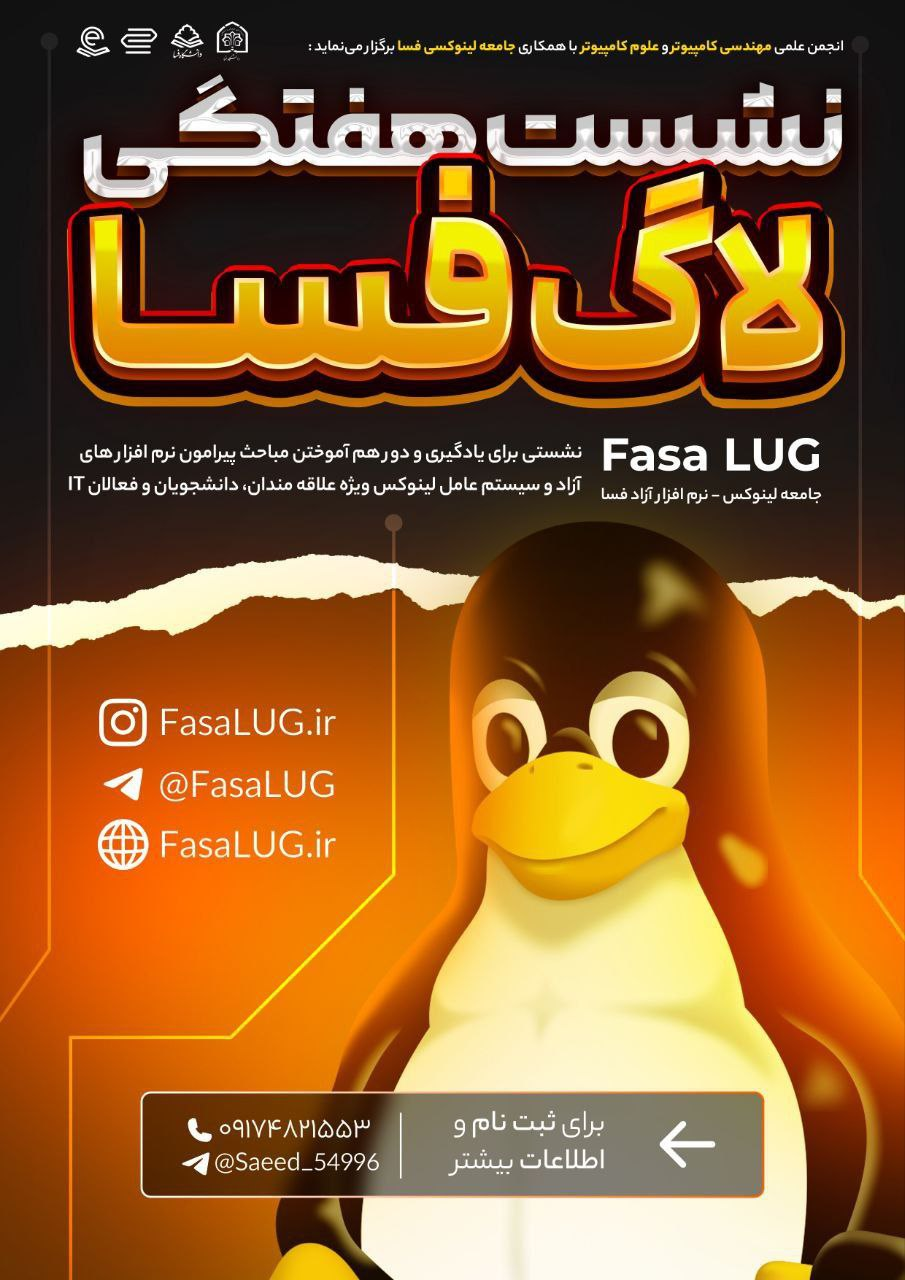 انجمن علمی مهندسی کامپیوتر و علوم کامپیوتر با همکاری جامعه لینوکسی فسا برگزار می‌نماید :
نشست هفتگی
لاگ فسا
Fasa LUG
جامعه لینوکس - نرم افزار آزاد فسا
نشستی برای یادگیری و دور هم آموختن مباحث پیرامون نرم افزار های
آزاد و سیستم عامل لینوکس ویژه علاقه مندان، دانشجویان و فعالان IT
FasaLUG.ir
@FasaLUG
FasaLUG.ir
برای ثبت نام و
اطلاعات بیشتر
۰۹۱۷۴۸۲۱۵۵۳
@Saeed_54996